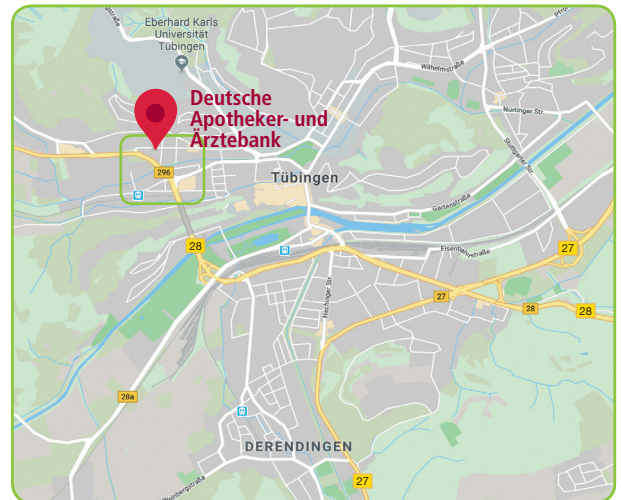 Eberhard Karls
Universität
Tübingen
Wilhelmstraße
Nürtinger Str.
Stuttgarter Str.
Deutsche
Apotheker- und
Ärztebank
296
Tübingen
Gartenstraße
28
Eisenbahnstraße
27
27
28
28
Hechinger Str.
28a
DERENDINGEN
27
Weinbergstraße